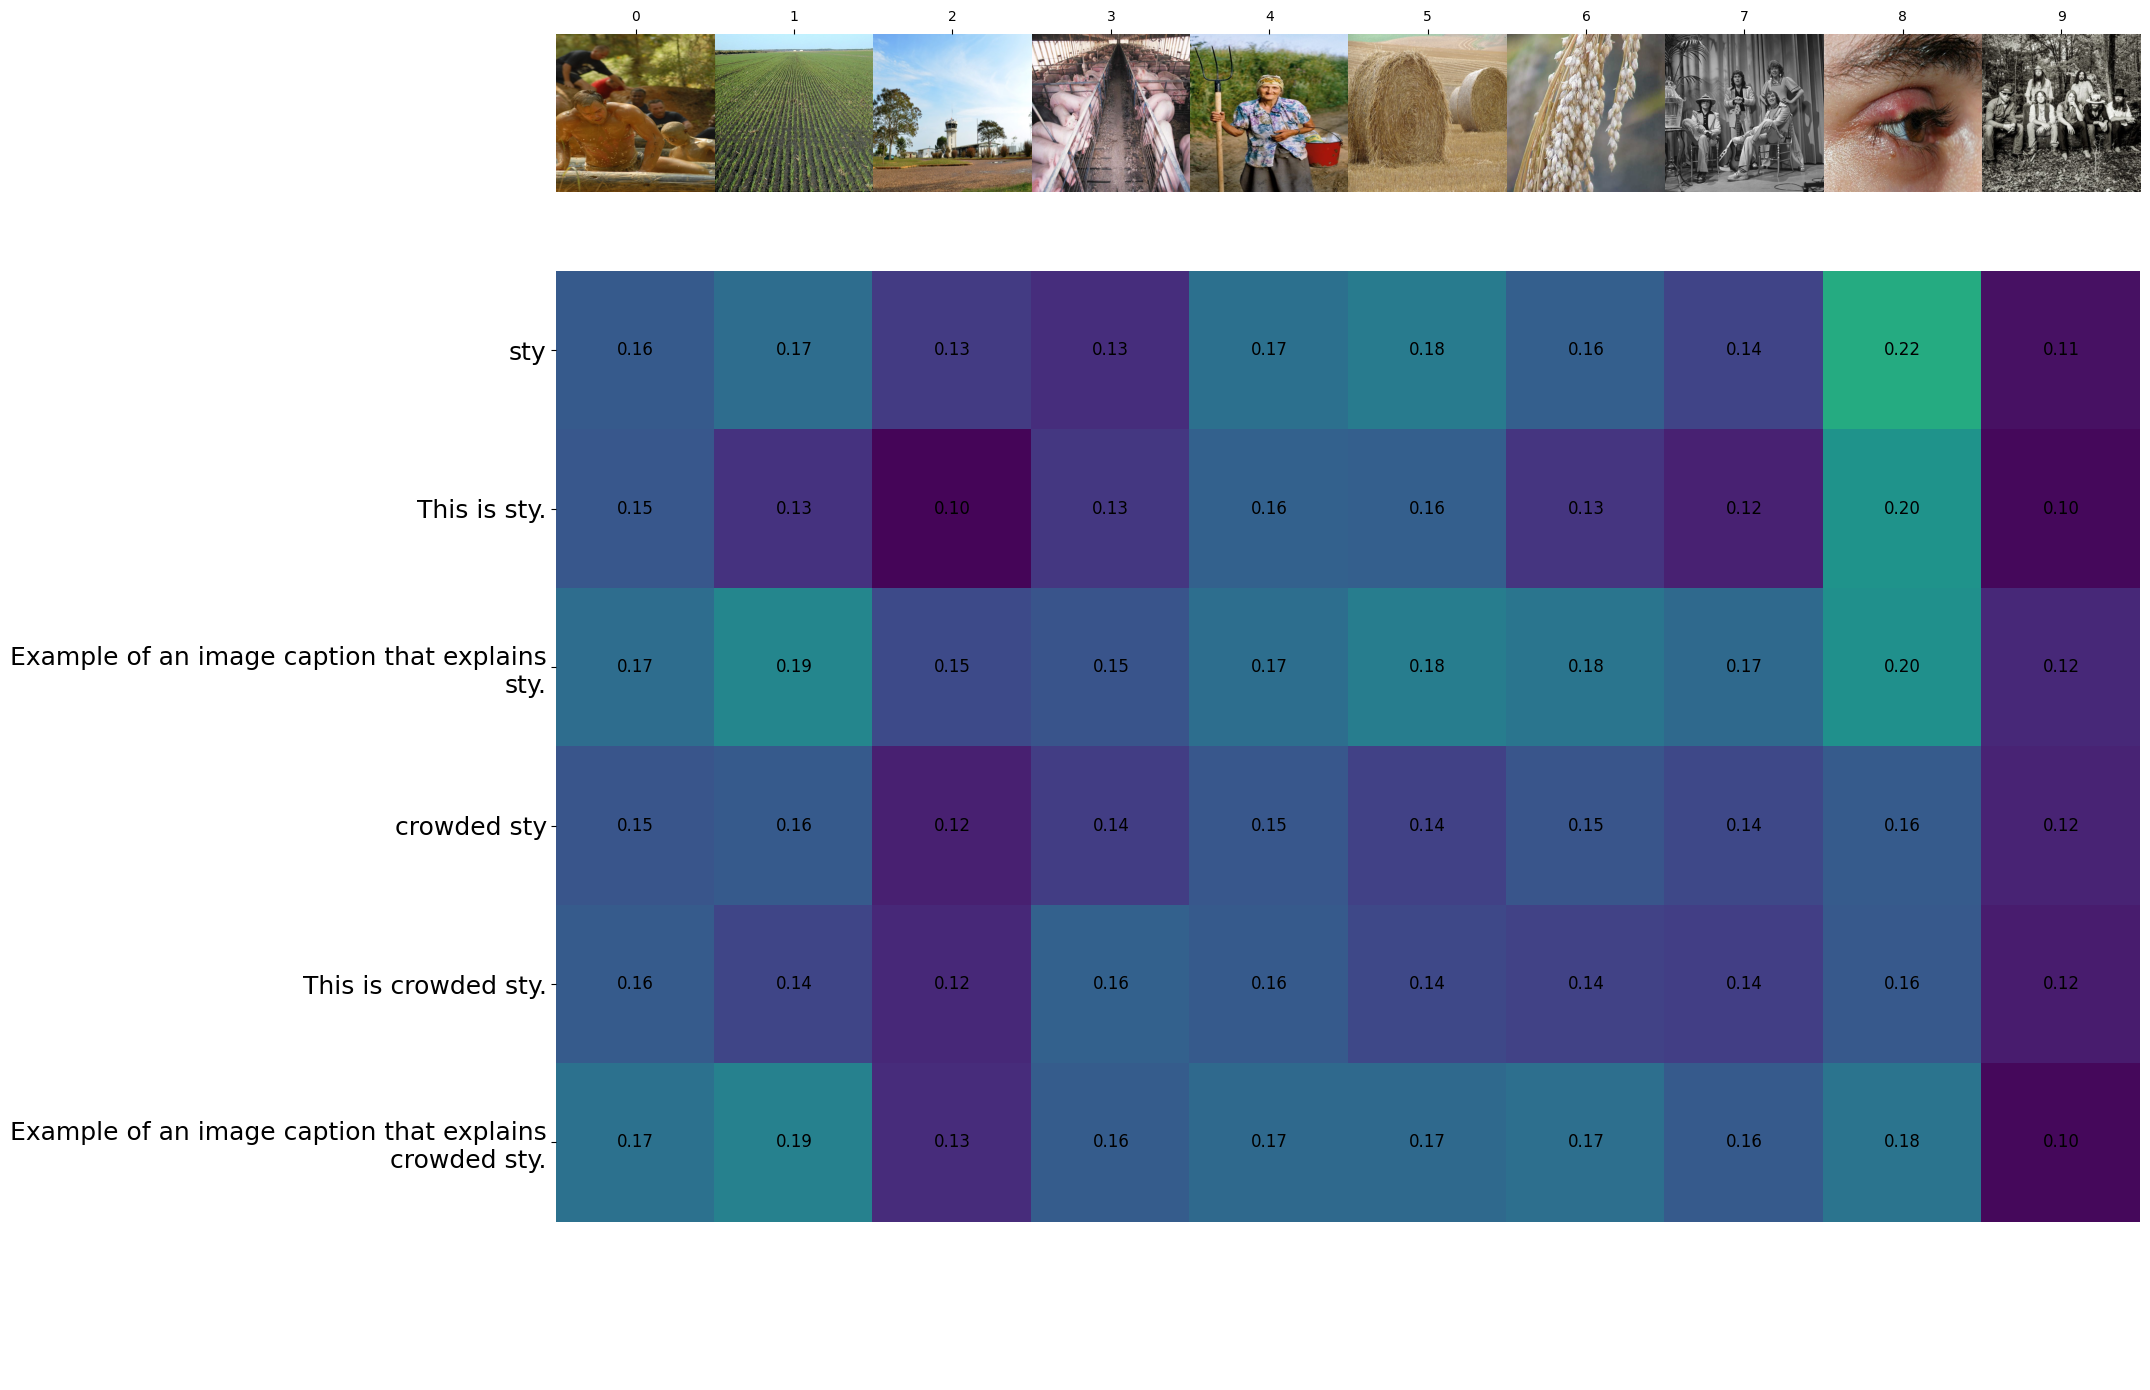 0 1 2 3 4 5 6 7 8 9
sty 0.16 0.17 0.13 0.13 0.17 0.18 0.16 0.14 0.22 0.11
This is sty. 0.15 0.13 0.10 0.13 0.16 0.16 0.13 0.12 0.20 0.10
Example of an image caption that explains
sty. 0.17 0.19 0.15 0.15 0.17 0.18 0.18 0.17 0.20 0.12
crowded sty 0.15 0.16 0.12 0.14 0.15 0.14 0.15 0.14 0.16 0.12
This is crowded sty. 0.16 0.14 0.12 0.16 0.16 0.14 0.14 0.14 0.16 0.12
Example of an image caption that explains
crowded sty. 0.17 0.19 0.13 0.16 0.17 0.17 0.17 0.16 0.18 0.10